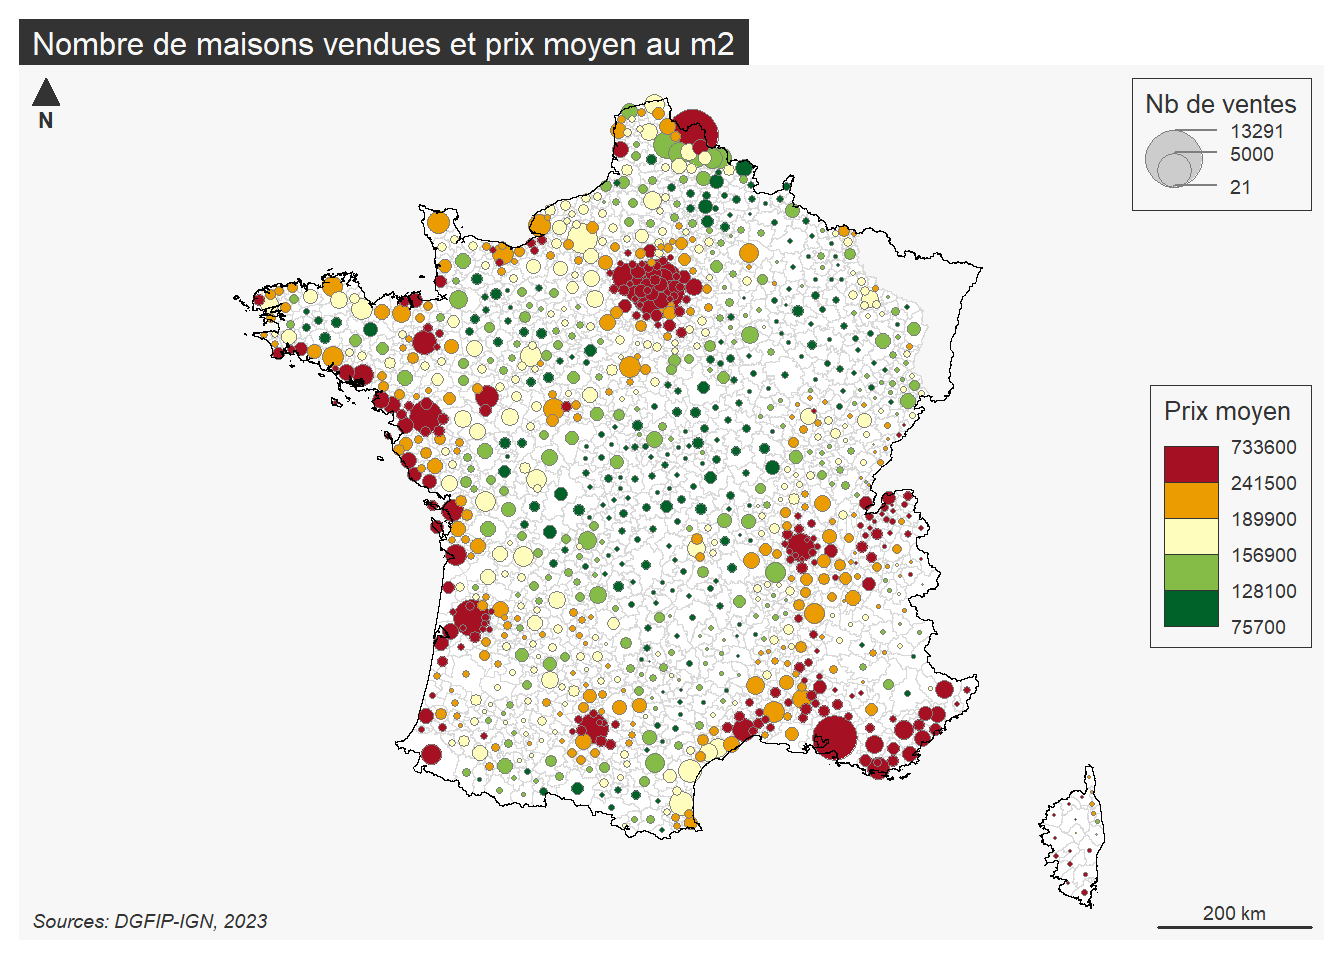 Nombre de maisons vendues et prix moyen au m2
N
Nb de ventes
13291
5000
21
Prix moyen
733600
241500
189900
156900
128100
75700
Sources: DGFIP-IGN, 2023
200 km